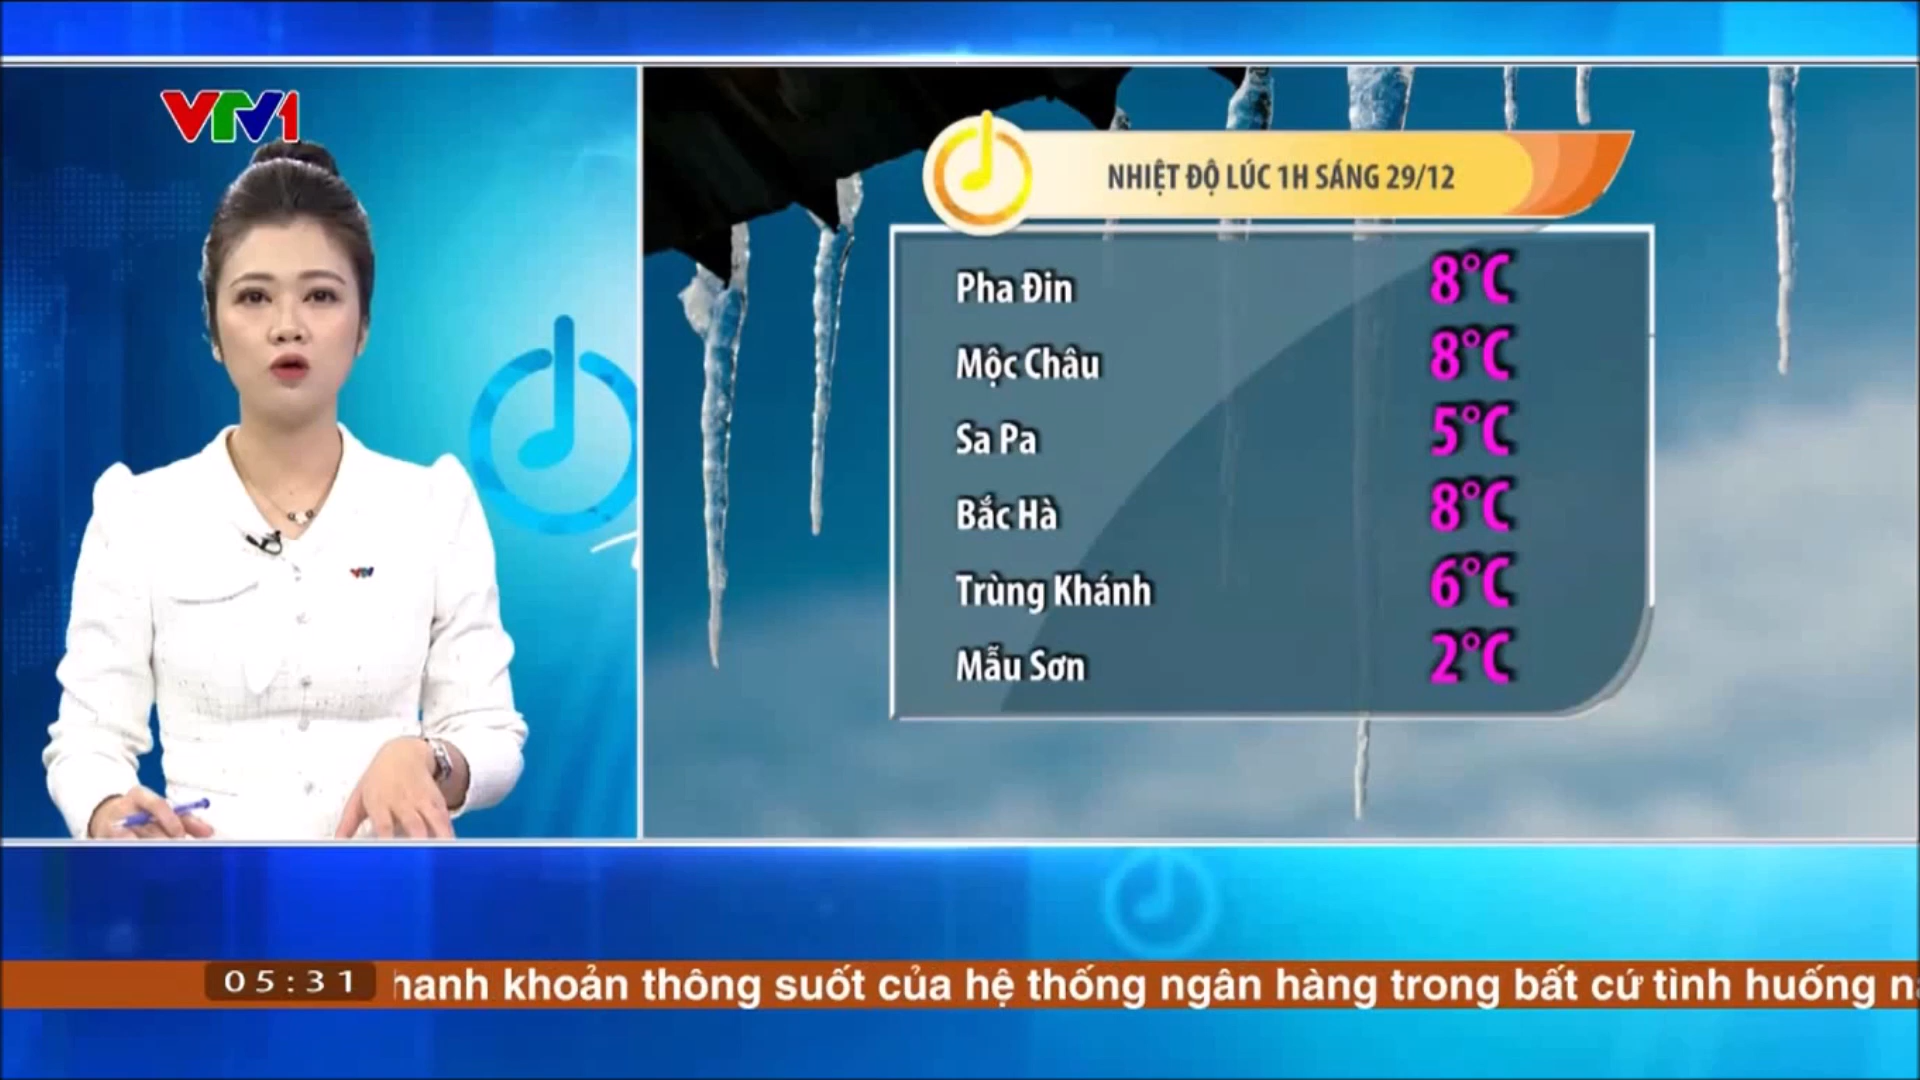 VTV1
NHIỆT ĐỘ LÚC 1H SÁNG 29/12
Pha Đin 8°C
Mộc Châu 8°C
Sa Pa 5°C
Bắc Hà 8°C
Trùng Khánh 6°C
Mẫu Sơn 2°C
VTV
05:31 hanh khoản thông suốt của hệ thống ngân hàng trong bất cứ tình huống n